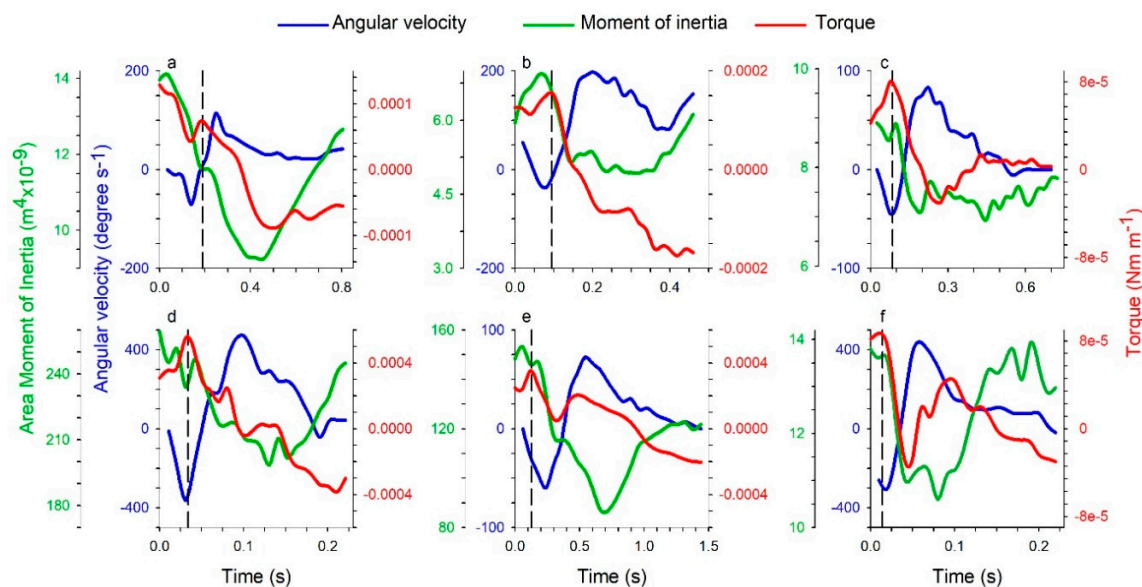 Angular velocity Moment of inertia Torque
a b c
14 200 0.0001 200 0.0002 10 100 8e-5
12 0 0.0000 6.0 0 0.0000 8 0 0
10 -0.0001 4.5
-200 3.0 -200 -0.0002 6 -100 -8e-5
0.0 0.4 0.8 0.0 0.2 0.4 0.0 0.2 0.4 0.6
d e f
400 0.0004 160 100 0.0004 14 400 8e-5
240
210 0 0.0000 120 0 0.0000 12 0 0
180 -400 -0.0004 80 -100 -0.0004 10 -400 -8e-5
0.0 0.1 0.2 0.0 0.5 1.0 1.5 0.0 0.1 0.2
Time (s) Time (s) Time (s)
Area Moment of Inertia (m⁴x10⁻⁹)
Angular velocity (degree s⁻¹)
Torque (Nm m⁻¹)